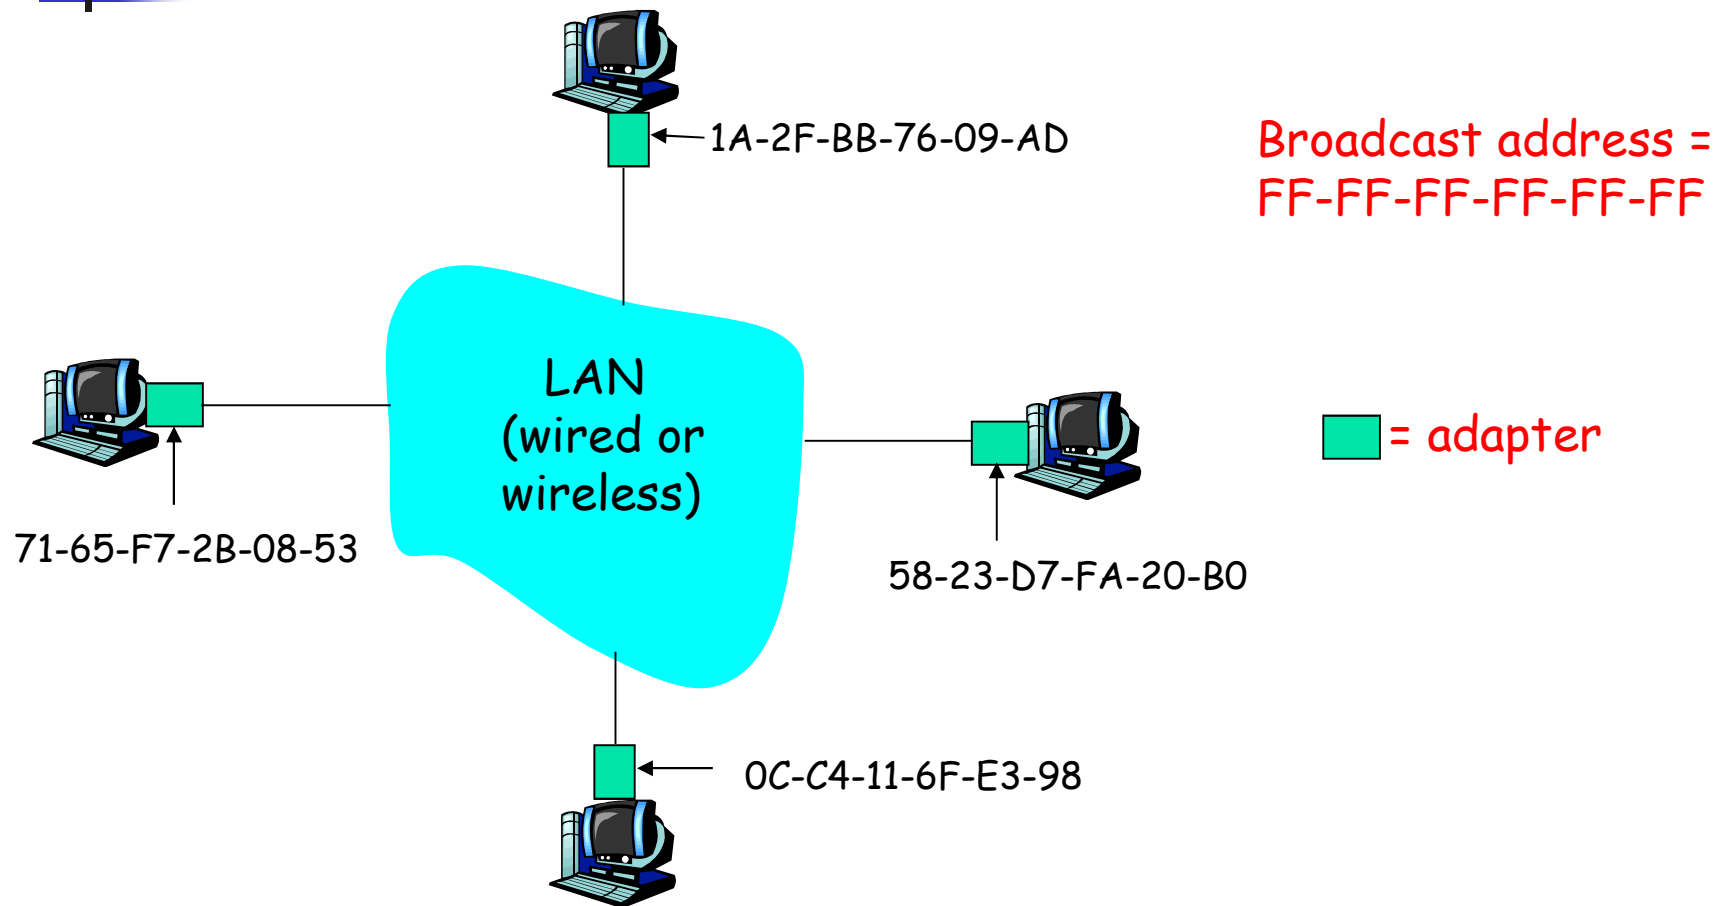 1A-2F-BB-76-09-AD
Broadcast address =
FF-FF-FF-FF-FF-FF
LAN
(wired or
wireless)
= adapter
71-65-F7-2B-08-53
58-23-D7-FA-20-B0
0C-C4-11-6F-E3-98